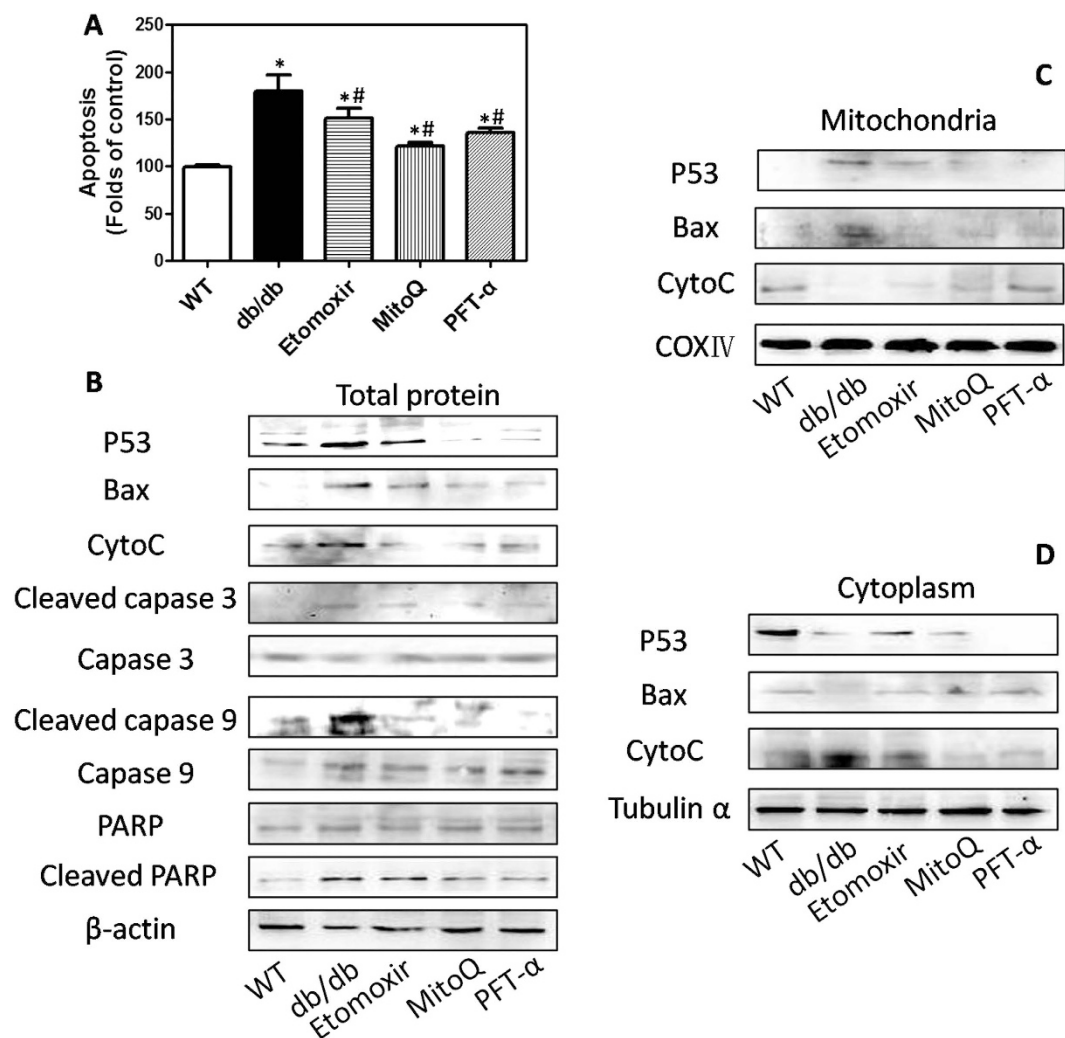 A
Apoptosis
(Folds of control)
250
200
150
100
50
0
*
*#
*#
*#
WT
db/db
Etomoxir
MitoQ
PFT-α
B
Total protein
P53
Bax
CytoC
Cleaved capase 3
Capase 3
Cleaved capase 9
Capase 9
PARP
Cleaved PARP
β-actin
WT
db/db
Etomoxir
MitoQ
PFT-α
C
Mitochondria
P53
Bax
CytoC
COXⅣ
WT
db/db
Etomoxir
MitoQ
PFT-α
D
Cytoplasm
P53
Bax
CytoC
Tubulin α
WT
db/db
Etomoxir
MitoQ
PFT-α